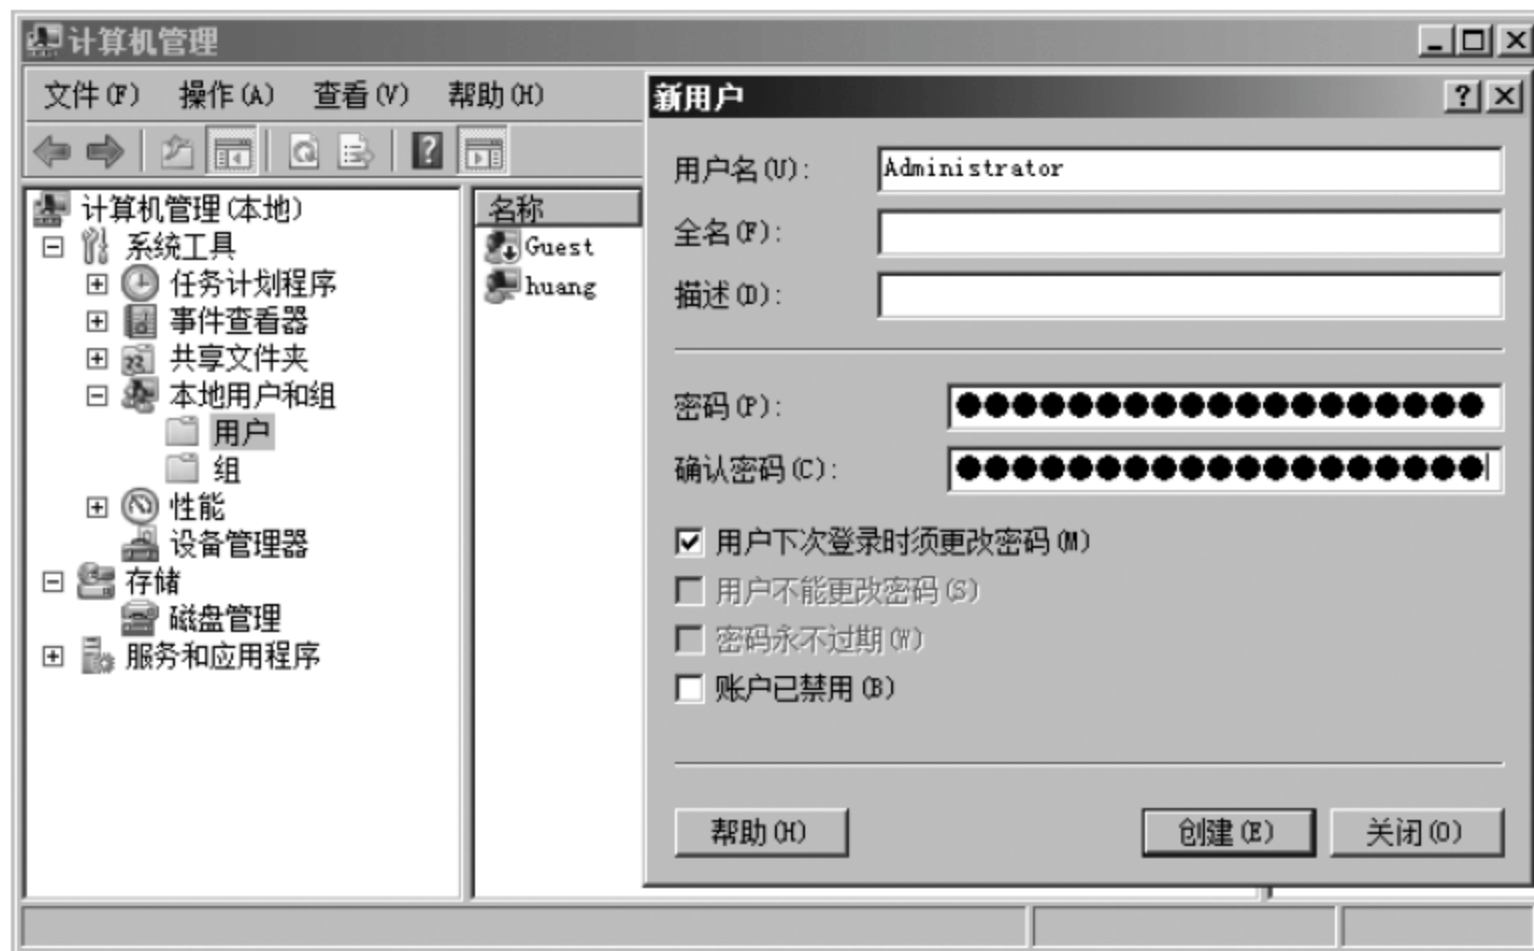 计算机管理
文件(F) 操作(A) 查看(V) 帮助(H)
计算机管理(本地)
系统工具
任务计划程序
事件查看器
共享文件夹
本地用户和组
用户
组
性能
设备管理器
存储
磁盘管理
服务和应用程序
名称
Guest
huang
新用户
用户名(U): Administrator
全名(F):
描述(D):
密码(P): ●●●●●●●●●●●●●●●●●●●
确认密码(C): ●●●●●●●●●●●●●●●●●●●
用户下次登录时须更改密码(M)
用户不能更改密码(S)
密码永不过期(W)
账户已禁用(B)
帮助(H) 创建(E) 关闭(O)